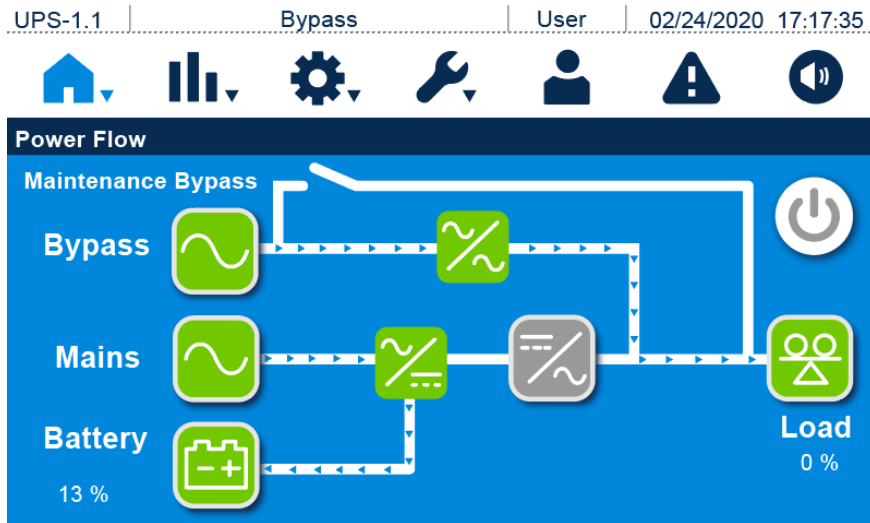 UPS-1.1 Bypass User 02/24/2020 17:17:35
Power Flow
Maintenance Bypass
Bypass
Mains
Battery
13 %
Load
0 %